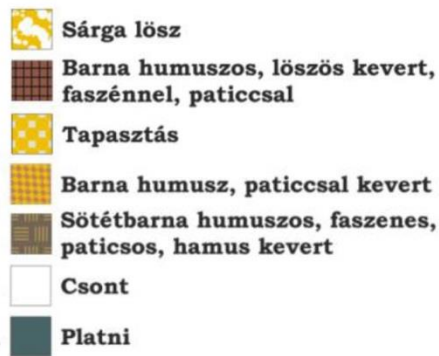 Sárga lösz
Barna humuszos, löszös kevert,
faszénnel, paticcsal
Tapasztás
Barna humusz, paticcsal kevert
Sötétbarna humuszos, faszenes,
paticsos, hamus kevert
Csont
Platni